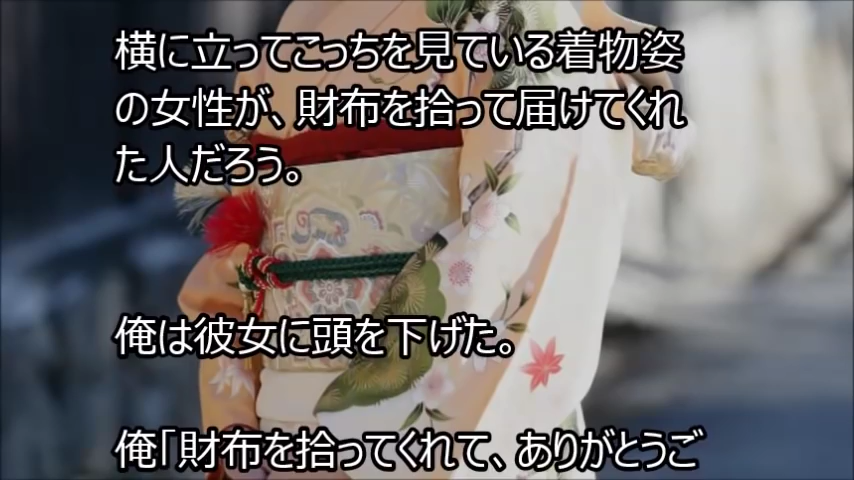 横に立ってこっちを見ている着物姿
の女性が、財布を拾って届けてくれ
た人だろう。
俺は彼女に頭を下げた。
俺「財布を拾ってくれて、ありがとうご